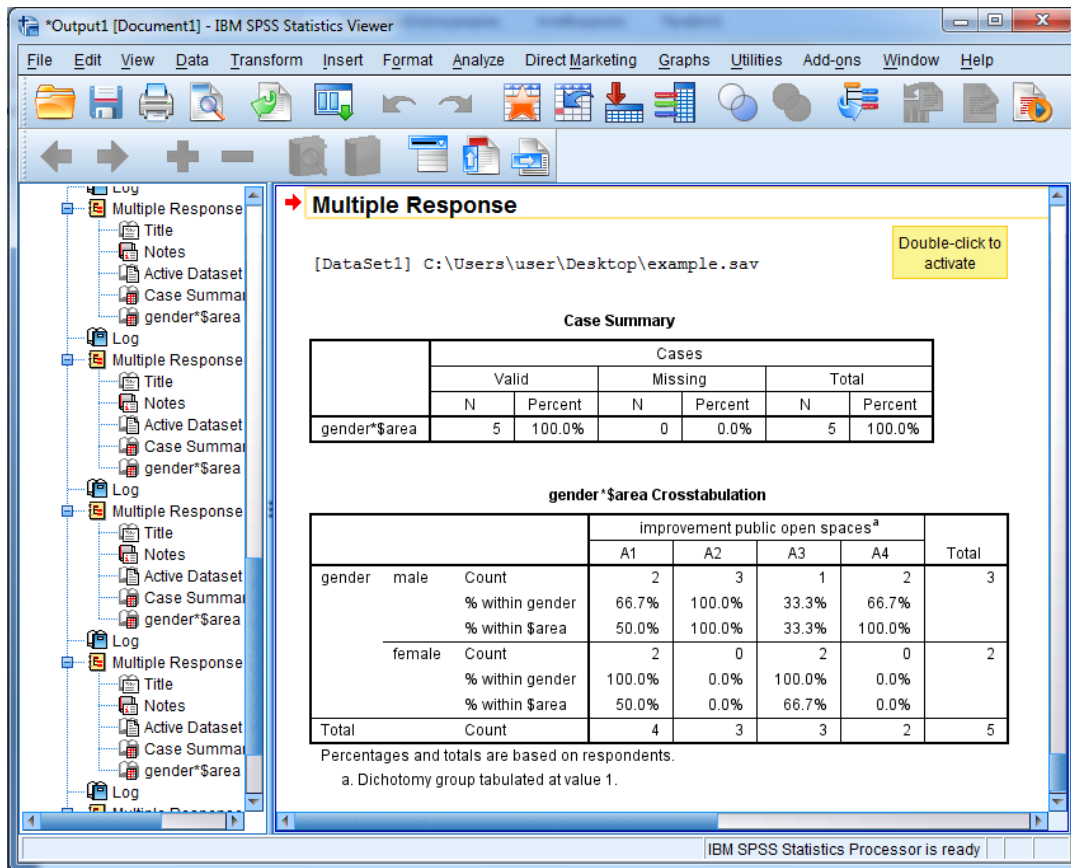 *Output1 [Document1] - IBM SPSS Statistics Viewer
File Edit View Data Transform Insert Format Analyze Direct Marketing Graphs Utilities Add-ons Window Help
Log
Multiple Response
Title
Notes
Active Dataset
Case Summar
gender*$area
Log
Multiple Response
Title
Notes
Active Dataset
Case Summar
gender*$area
Log
Multiple Response
Title
Notes
Active Dataset
Case Summar
gender*$area
Log
Multiple Response
Title
Notes
Active Dataset
Case Summar
gender*$area
Log
Multiple Response
Double-click to
activate
[DataSet1] C:\Users\user\Desktop\example.sav
Case Summary
Cases
Valid Missing Total
N Percent N Percent N Percent
gender*$area 5 100.0% 0 0.0% 5 100.0%
gender*$area Crosstabulation
improvement public open spacesª
A1 A2 A3 A4 Total
gender male Count 2 3 1 2 3
% within gender 66.7% 100.0% 33.3% 66.7%
% within $area 50.0% 100.0% 33.3% 100.0%
female Count 2 0 2 0 2
% within gender 100.0% 0.0% 100.0% 0.0%
% within $area 50.0% 0.0% 66.7% 0.0%
Total Count 4 3 3 2 5
Percentages and totals are based on respondents.
a. Dichotomy group tabulated at value 1.
IBM SPSS Statistics Processor is ready